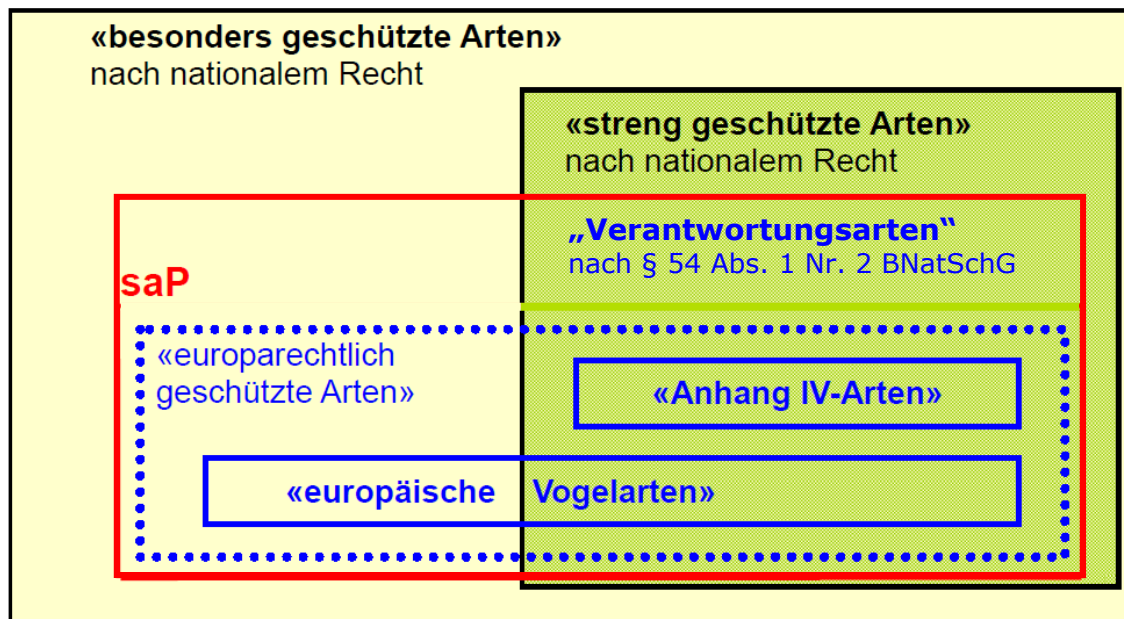 «besonders geschützte Arten»
nach nationalem Recht
«streng geschützte Arten»
nach nationalem Recht
„Verantwortungsarten“
nach § 54 Abs. 1 Nr. 2 BNatSchG
saP
«europarechtlich
geschützte Arten»
«Anhang IV-Arten»
«europäische Vogelarten»